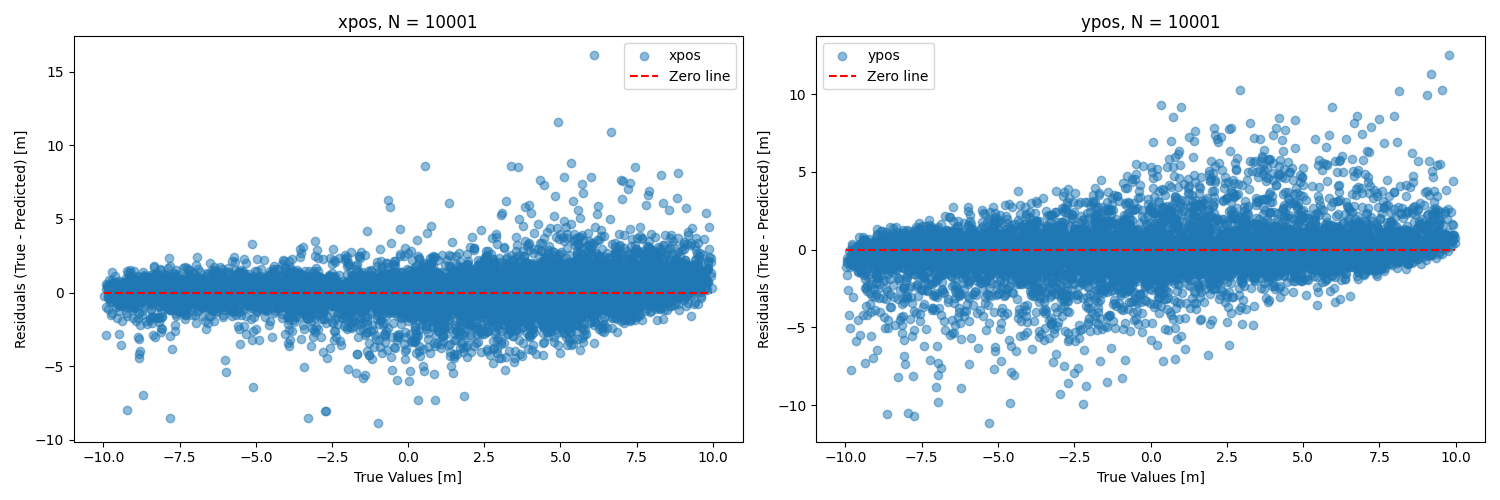 xpos, N = 10001
Residuals (True - Predicted) [m]
15
10
5
0
−5
−10
xpos
Zero line
−10.0 −7.5 −5.0 −2.5 0.0 2.5 5.0 7.5 10.0
True Values [m]
ypos, N = 10001
Residuals (True - Predicted) [m]
10
5
0
−5
−10
ypos
Zero line
−10.0 −7.5 −5.0 −2.5 0.0 2.5 5.0 7.5 10.0
True Values [m]